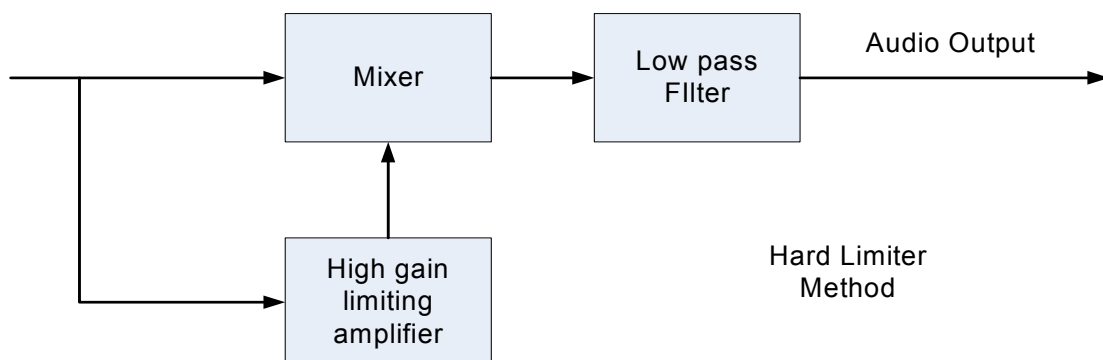 Mixer
Low pass
FIlter
Audio Output
High gain
limiting
amplifier
Hard Limiter
Method